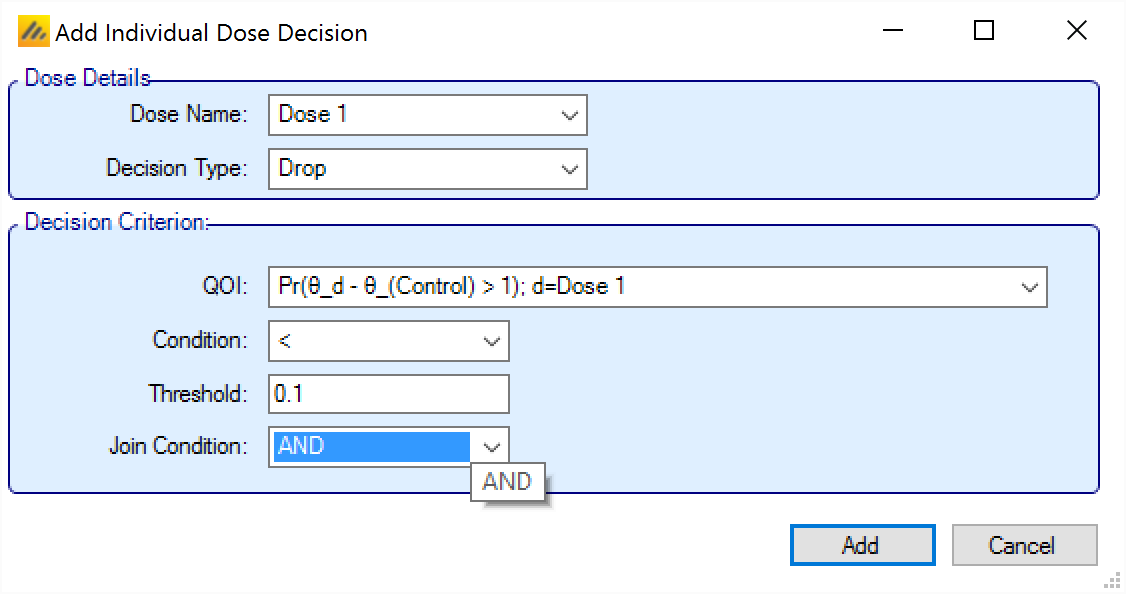 Add Individual Dose Decision
Dose Details
Dose Name: Dose 1
Decision Type: Drop
Decision Criterion:
QOI: Pr(θ_d - θ_(Control) > 1); d=Dose 1
Condition: <
Threshold: 0.1
Join Condition: AND
AND
Add Cancel